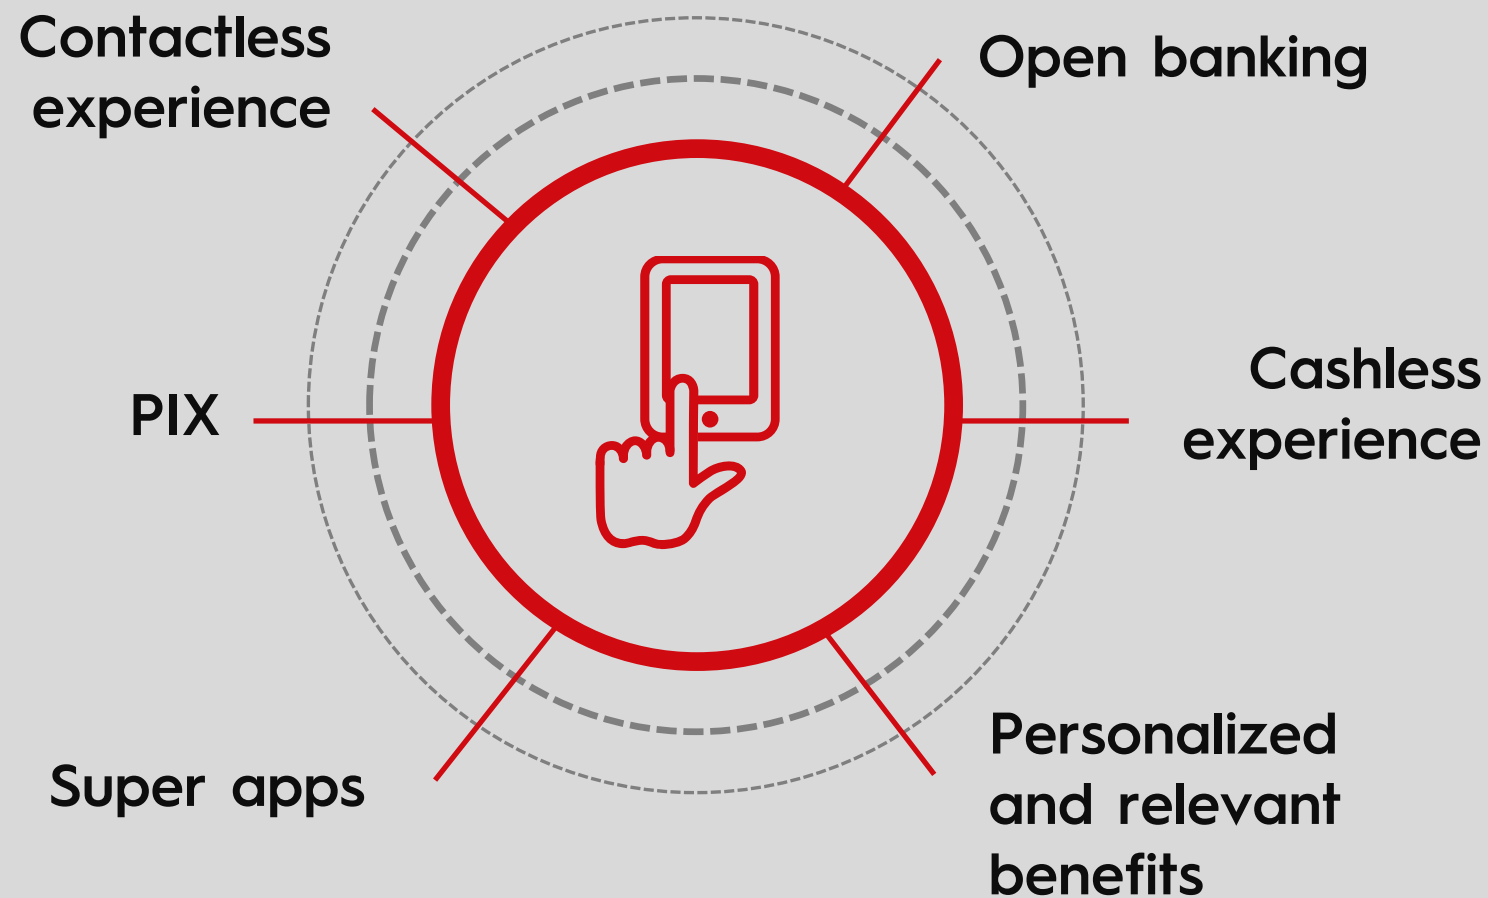 Contactless
experience
Open banking
PIX
Cashless
experience
Super apps
Personalized
and relevant
benefits